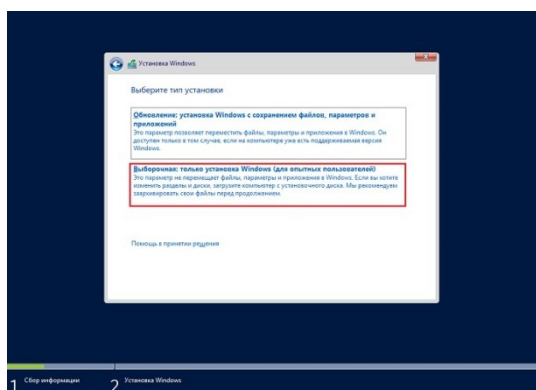 Установка Windows
Выберите тип установки
Обновление: установка Windows с сохранением файлов, параметров и
приложений
Это параметр позволяет переместить файлы, параметры и приложения в Windows. Он
доступен только в том случае, если на компьютере уже есть поддерживаемая версия
Windows.
Выборочная: только установка Windows (для опытных пользователей)
Это параметр не перемещает файлы, параметры и приложения в Windows. Если вы хотите
изменить разделы и диски, загрузите компьютер с установочного диска. Мы рекомендуем
заархивировать свои файлы перед продолжением.
Помощь в принятии решения
1 Сбор информации 2 Установка Windows